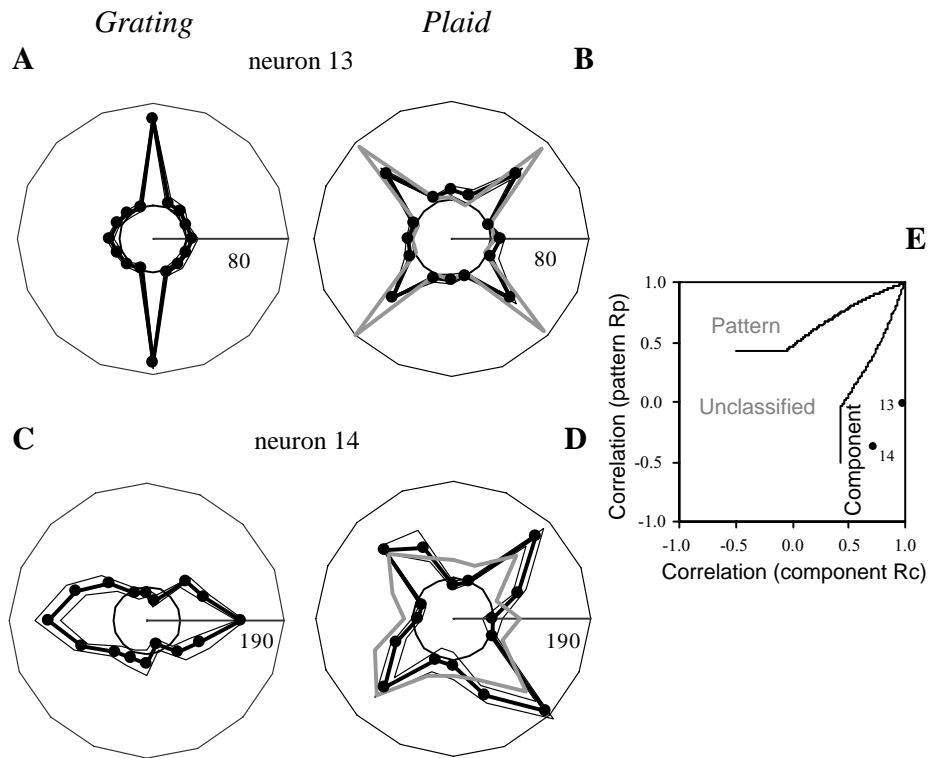 Grating Plaid
A neuron 13 B
80 80
E
1.0
Pattern
0.5
Unclassified
0.0
13
14
-0.5
-1.0
Component
Correlation (pattern Rp)
-1.0 -0.5 0.0 0.5 1.0
Correlation (component Rc)
C neuron 14 D
190 190